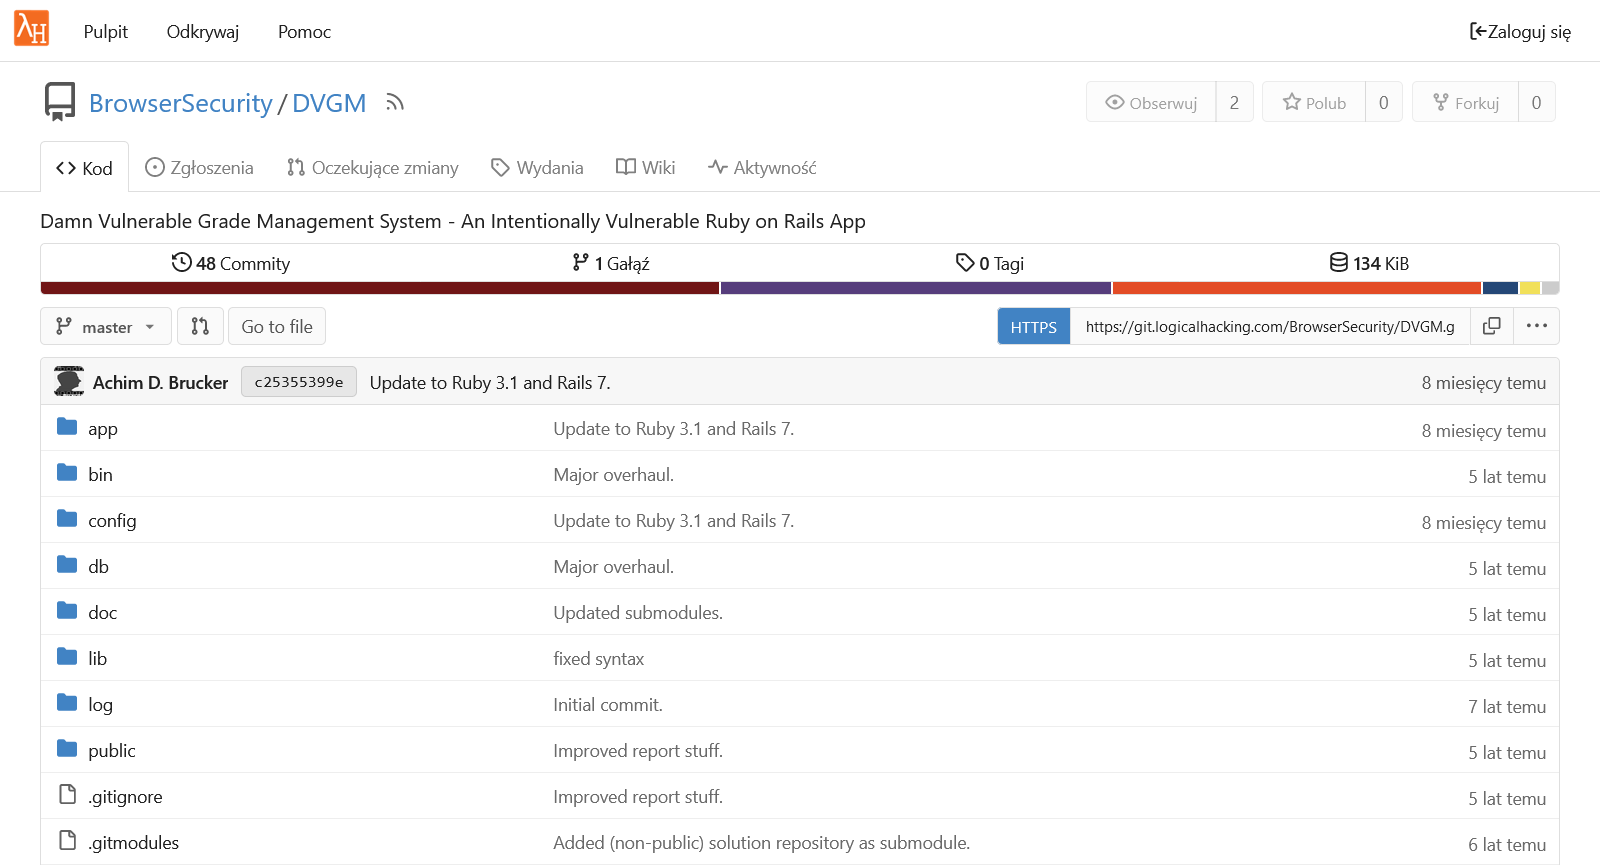 λH Pulpit Odkrywaj Pomoc Zaloguj się
BrowserSecurity / DVGM Obserwuj 2 Polub 0 Forkuj 0
Kod Zgłoszenia Oczekujące zmiany Wydania Wiki Aktywność
Damn Vulnerable Grade Management System - An Intentionally Vulnerable Ruby on Rails App
48 Commity 1 Gałąź 0 Tagi 134 KiB
master Go to file HTTPS https://git.logicalhacking.com/BrowserSecurity/DVGM.g
Achim D. Brucker c25355399e Update to Ruby 3.1 and Rails 7. 8 miesięcy temu
app Update to Ruby 3.1 and Rails 7. 8 miesięcy temu
bin Major overhaul. 5 lat temu
config Update to Ruby 3.1 and Rails 7. 8 miesięcy temu
db Major overhaul. 5 lat temu
doc Updated submodules. 5 lat temu
lib fixed syntax 5 lat temu
log Initial commit. 7 lat temu
public Improved report stuff. 5 lat temu
.gitignore Improved report stuff. 5 lat temu
.gitmodules Added (non-public) solution repository as submodule. 6 lat temu